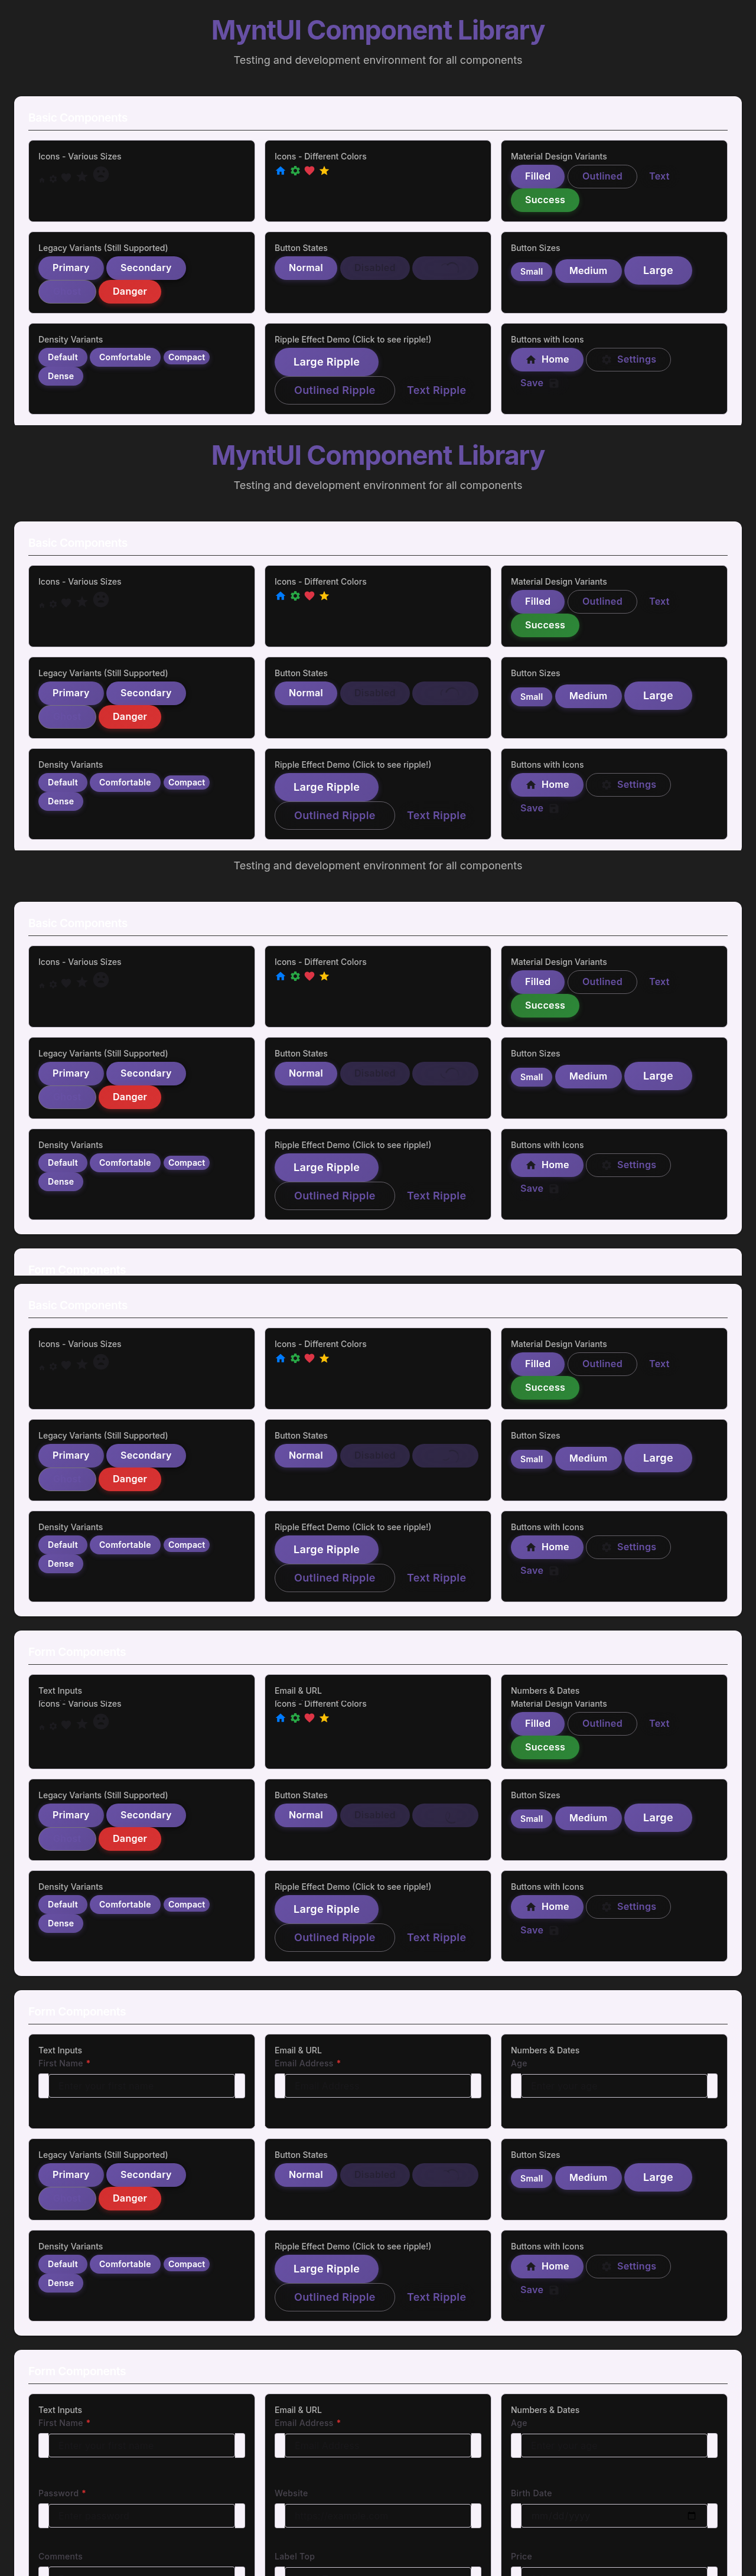 MyntUI Component Library
Testing and development environment for all components
Basic Components
Icons - Various Sizes
Icons - Different Colors
Material Design Variants
Filled Outlined Text
Success
Legacy Variants (Still Supported)
Button States
Button Sizes
Primary Secondary
Normal Disabled
Small Medium Large
Danger
Density Variants
Ripple Effect Demo (Click to see ripple!)
Buttons with Icons
Default Comfortable Compact
Large Ripple
Home Settings
Dense
Outlined Ripple Text Ripple
Save
MyntUI Component Library
Testing and development environment for all components
Basic Components
Icons - Various Sizes
Icons - Different Colors
Material Design Variants
Filled Outlined Text
Success
Legacy Variants (Still Supported)
Button States
Button Sizes
Primary Secondary
Normal Disabled
Small Medium Large
Danger
Density Variants
Ripple Effect Demo (Click to see ripple!)
Buttons with Icons
Default Comfortable Compact
Large Ripple
Home Settings
Dense
Outlined Ripple Text Ripple
Save
Testing and development environment for all components
Basic Components
Icons - Various Sizes
Icons - Different Colors
Material Design Variants
Filled Outlined Text
Success
Legacy Variants (Still Supported)
Button States
Button Sizes
Primary Secondary
Normal Disabled
Small Medium Large
Danger
Density Variants
Ripple Effect Demo (Click to see ripple!)
Buttons with Icons
Default Comfortable Compact
Large Ripple
Home Settings
Dense
Outlined Ripple Text Ripple
Save
Form Components
Basic Components
Icons - Various Sizes
Icons - Different Colors
Material Design Variants
Filled Outlined Text
Success
Legacy Variants (Still Supported)
Button States
Button Sizes
Primary Secondary
Normal Disabled
Small Medium Large
Danger
Density Variants
Ripple Effect Demo (Click to see ripple!)
Buttons with Icons
Default Comfortable Compact
Large Ripple
Home Settings
Dense
Outlined Ripple Text Ripple
Save
Form Components
Text Inputs
Email & URL
Numbers & Dates
Icons - Various Sizes
Icons - Different Colors
Material Design Variants
Filled Outlined Text
Success
Legacy Variants (Still Supported)
Button States
Button Sizes
Primary Secondary
Normal Disabled
Small Medium Large
Danger
Density Variants
Ripple Effect Demo (Click to see ripple!)
Buttons with Icons
Default Comfortable Compact
Large Ripple
Home Settings
Dense
Outlined Ripple Text Ripple
Save
Form Components
Text Inputs
Email & URL
Numbers & Dates
First Name *
Email Address *
Age
Legacy Variants (Still Supported)
Button States
Button Sizes
Primary Secondary
Normal Disabled
Small Medium Large
Danger
Density Variants
Ripple Effect Demo (Click to see ripple!)
Buttons with Icons
Default Comfortable Compact
Large Ripple
Home Settings
Dense
Outlined Ripple Text Ripple
Save
Form Components
Text Inputs
Email & URL
Numbers & Dates
First Name *
Email Address *
Age
Password *
Website
Birth Date
Comments
Label Top
Price